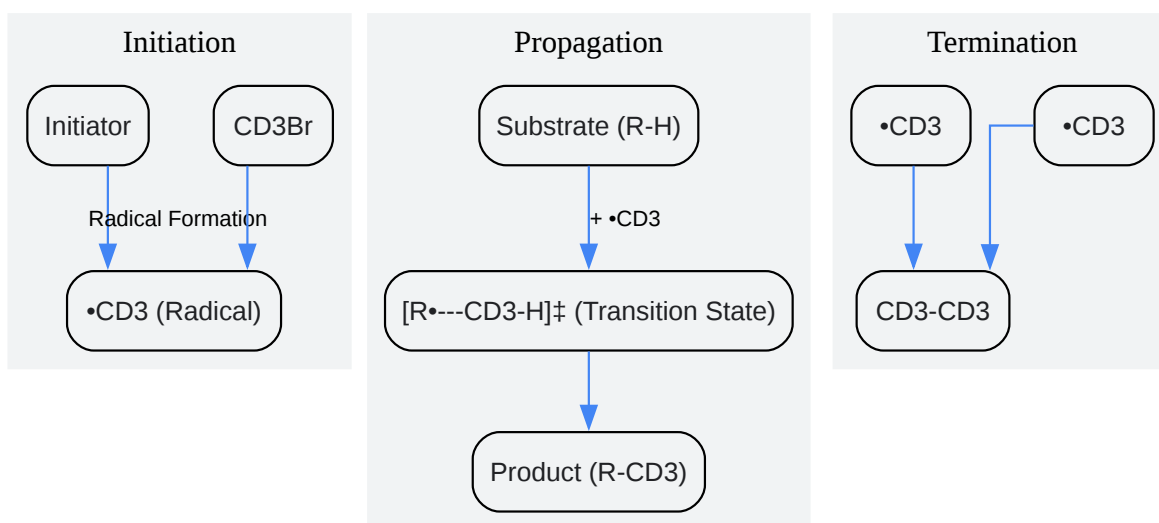 Initiation
Initiator
CD3Br
Radical Formation
•CD3 (Radical)
Propagation
Substrate (R-H)
+ •CD3
[R•---CD3-H]‡ (Transition State)
Product (R-CD3)
Termination
•CD3
•CD3
CD3-CD3